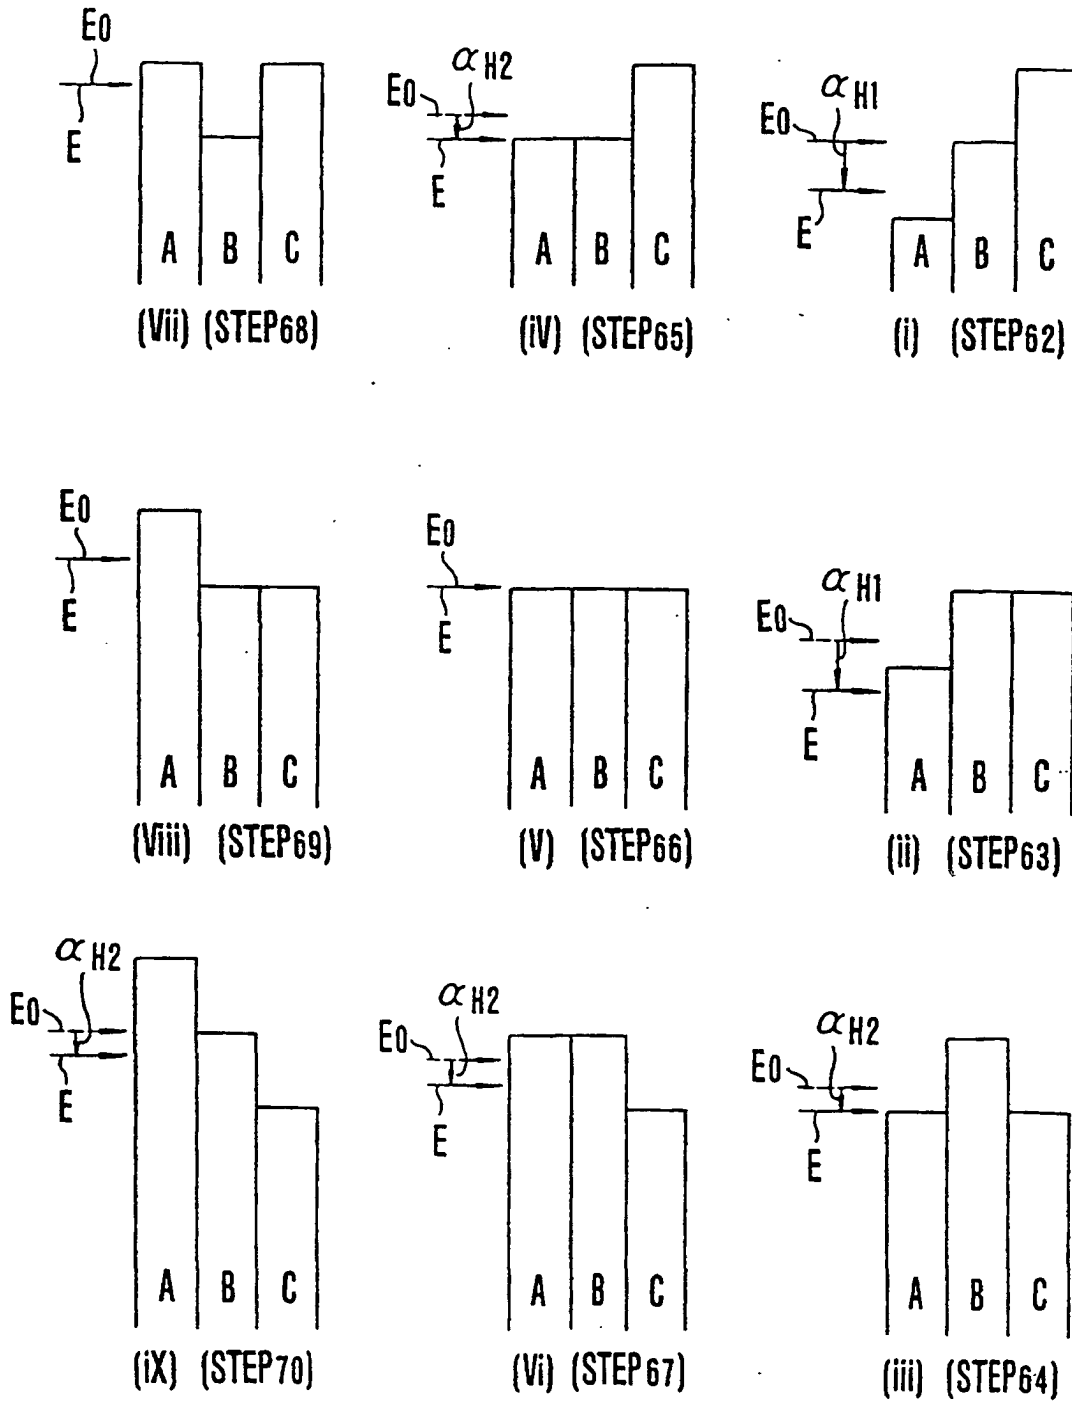 E0
E
A B C
(Vii) (STEP68)
αH2
E0
E
A B C
(iV) (STEP65)
αH1
E0
E
A B C
(i) (STEP62)
E0
E
A B C
(Viii) (STEP69)
E0
E
A B C
(V) (STEP66)
αH1
E0
E
A B C
(ii) (STEP63)
αH2
E0
E
A B C
(iX) (STEP70)
αH2
E0
E
A B C
(Vi) (STEP67)
αH2
E0
E
A B C
(iii) (STEP64)